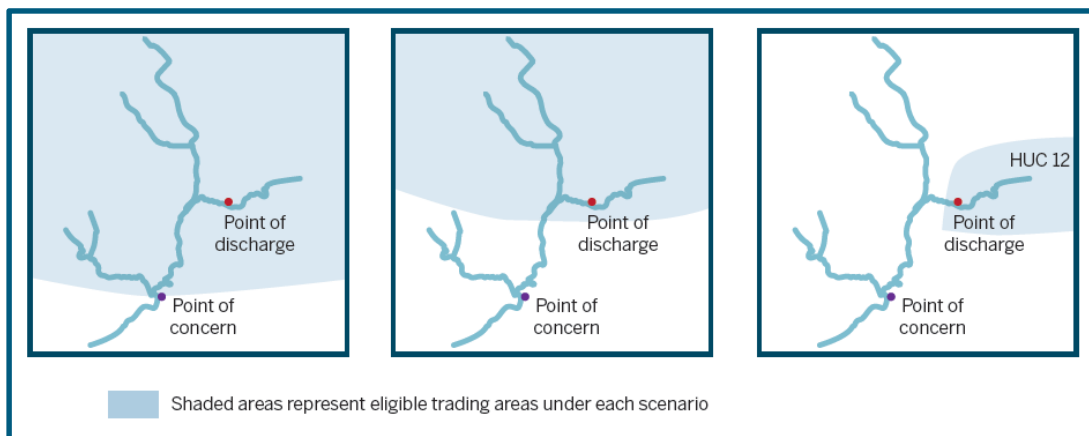 Point of
discharge
Point of
concern
Point of
discharge
Point of
concern
HUC 12
Point of
discharge
Point of
concern
Shaded areas represent eligible trading areas under each scenario